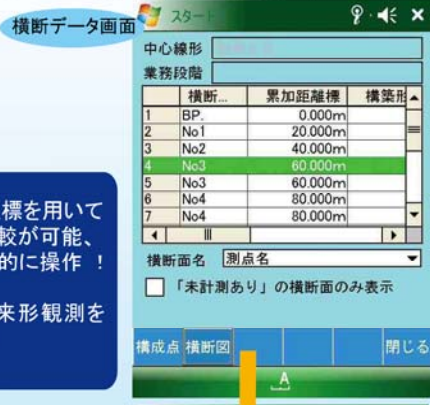 横断データ画面
スタート
中心線形
業務段階
横断... 累加距離標 構築形
1 BP. 0.000m
2 No1 20.000m
3 No2 40.000m
4 No3 60.000m
5 No3 60.000m
6 No4 80.000m
7 No4 80.000m
横断面名 測点名
「未計測あり」の横断面のみ表示
構成点 横断図 閉じる
A
標を用いて
較が可能、
的に操作 !
来形観測を